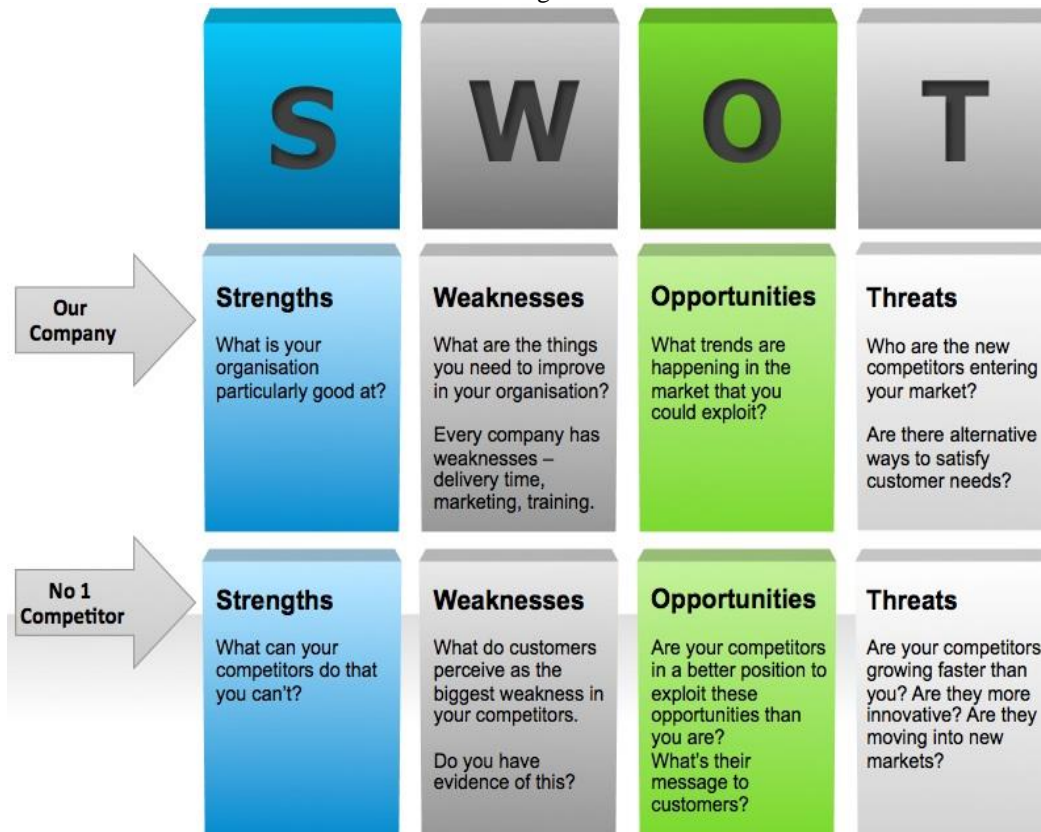 S
W
O
T
Our
Company
Strengths
What is your
organisation
particularly good at?
Weaknesses
What are the things
you need to improve
in your organisation?
Every company has
weaknesses –
delivery time,
marketing, training.
Opportunities
What trends are
happening in the
market that you
could exploit?
Threats
Who are the new
competitors entering
your market?
Are there alternative
ways to satisfy
customer needs?
No 1
Competitor
Strengths
What can your
competitors do that
you can't?
Weaknesses
What do customers
perceive as the
biggest weakness in
your competitors.
Do you have
evidence of this?
Opportunities
Are your competitors
in a better position to
exploit these
opportunities than
you are?
What's their
message to
customers?
Threats
Are your competitors
growing faster than
you? Are they more
innovative? Are they
moving into new
markets?